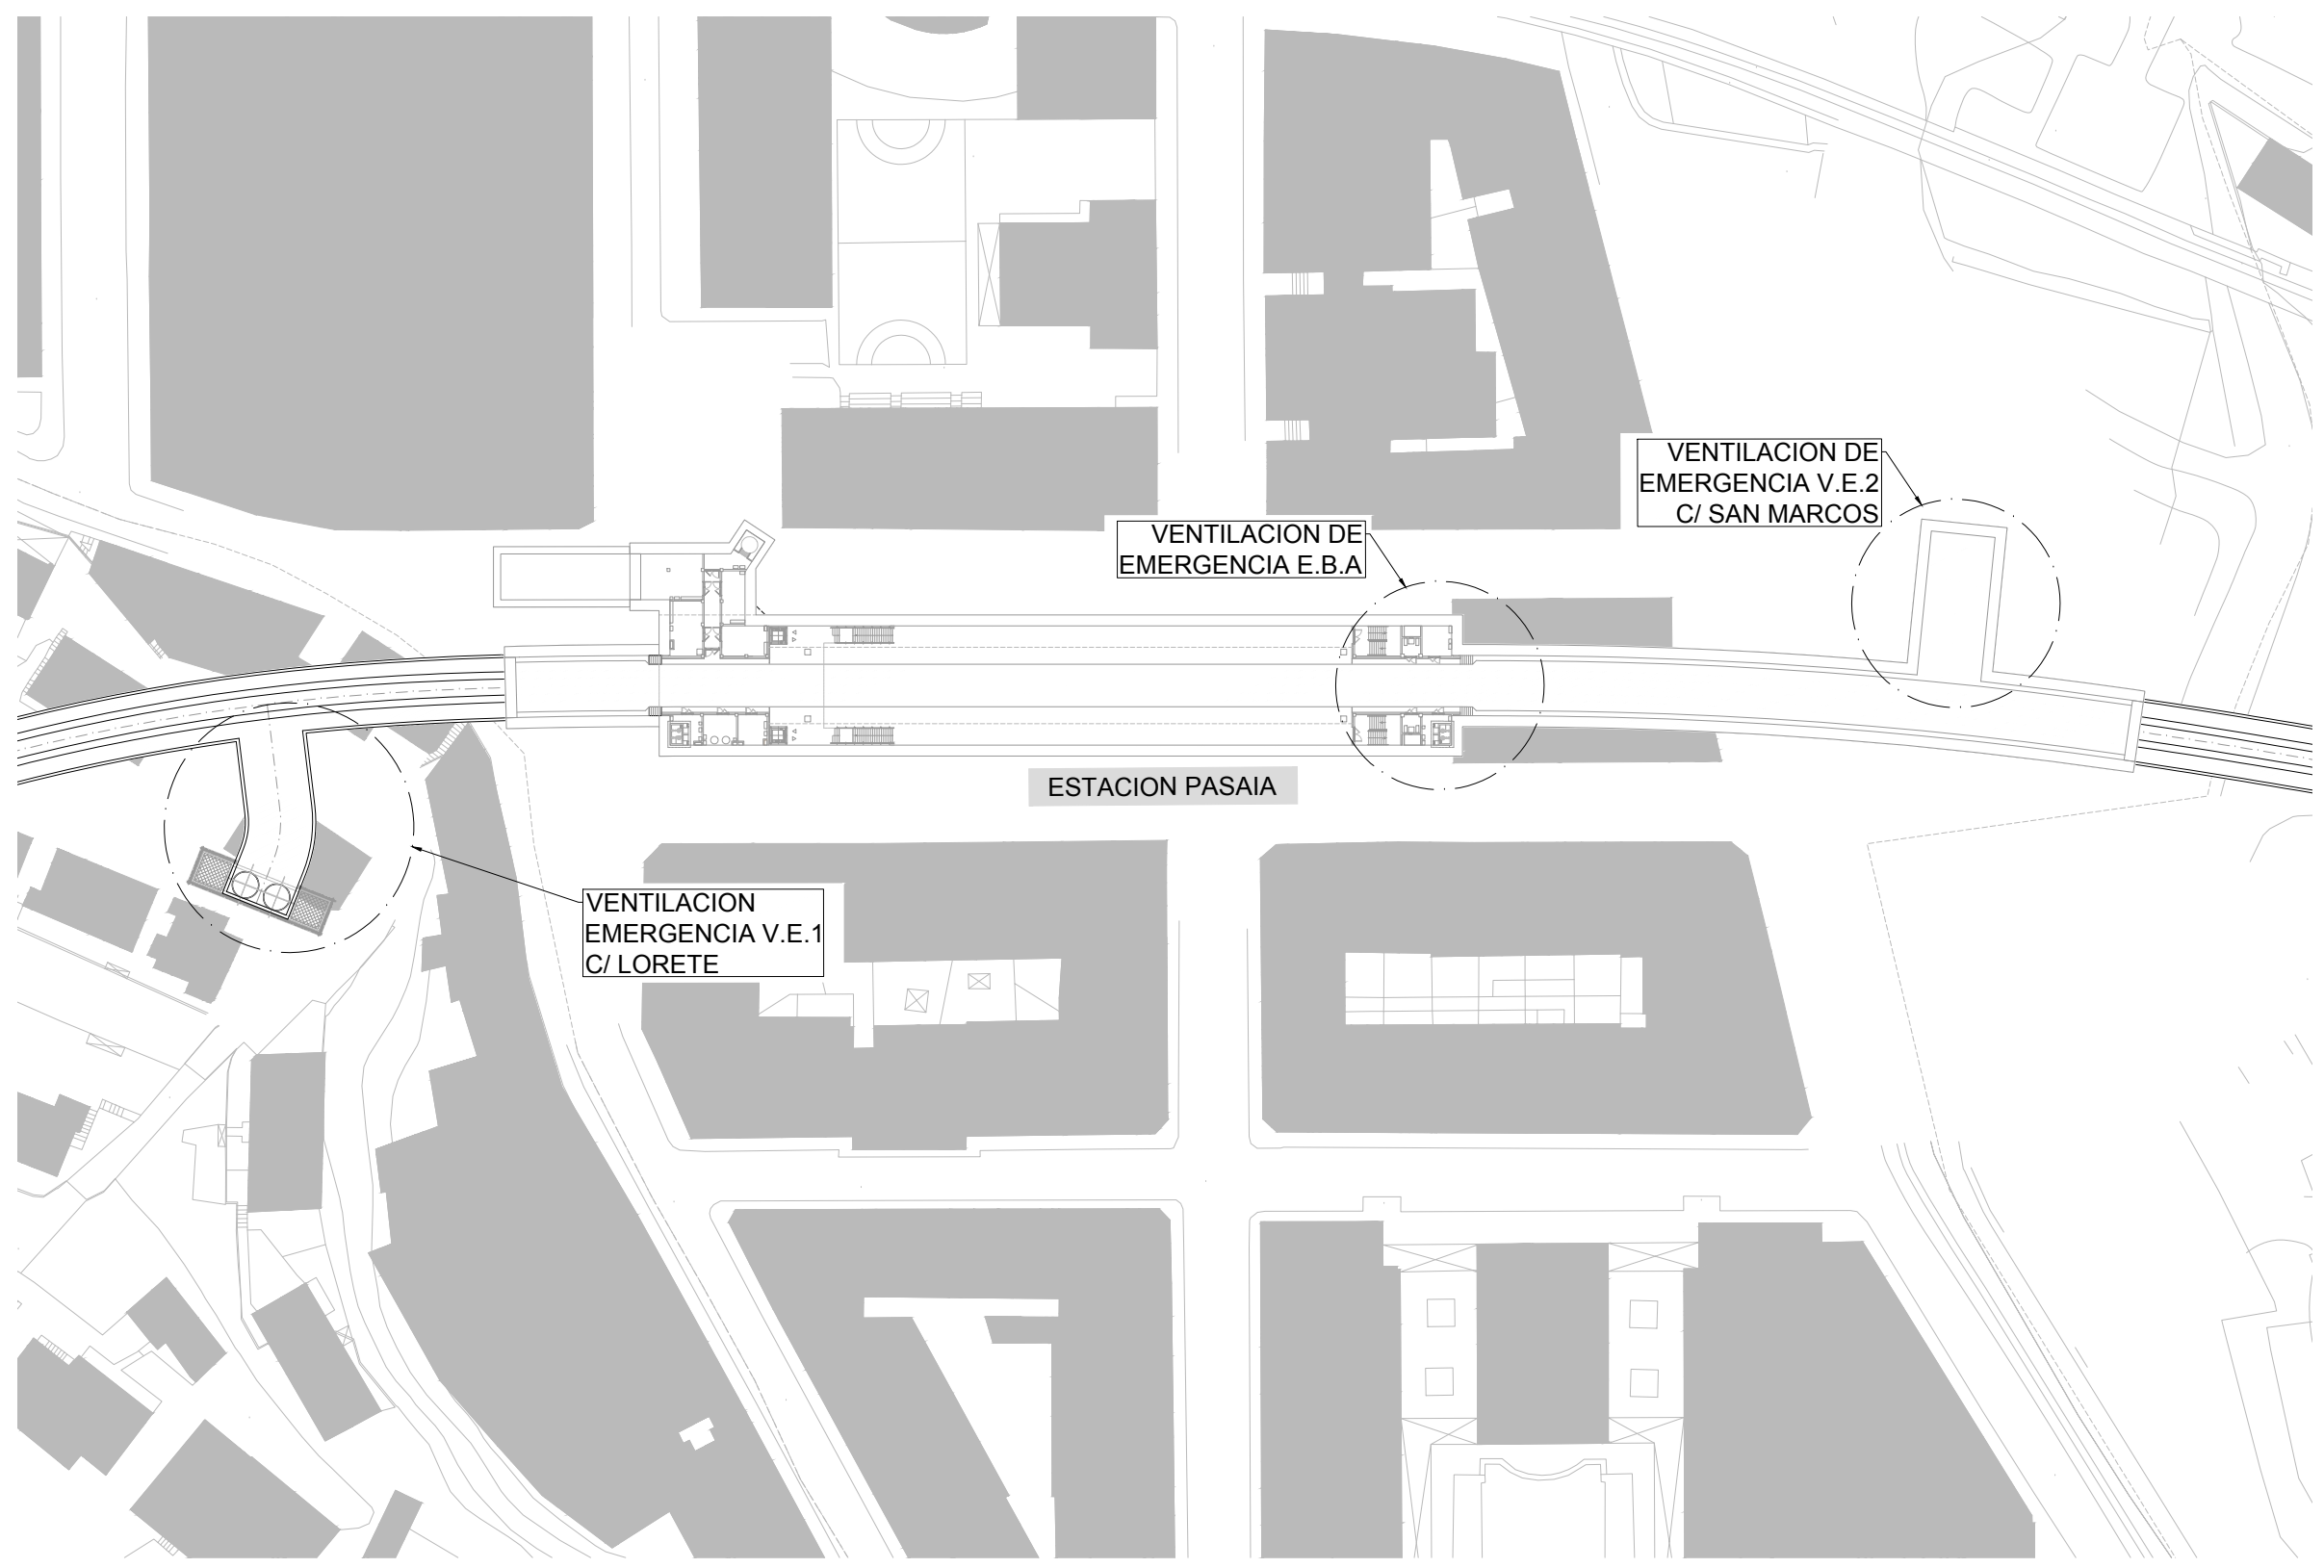 VENTILACION DE
EMERGENCIA V.E.2
C/ SAN MARCOS
VENTILACION DE
EMERGENCIA E.B.A
ESTACION PASAIA
VENTILACION
EMERGENCIA V.E.1
C/ LORETE